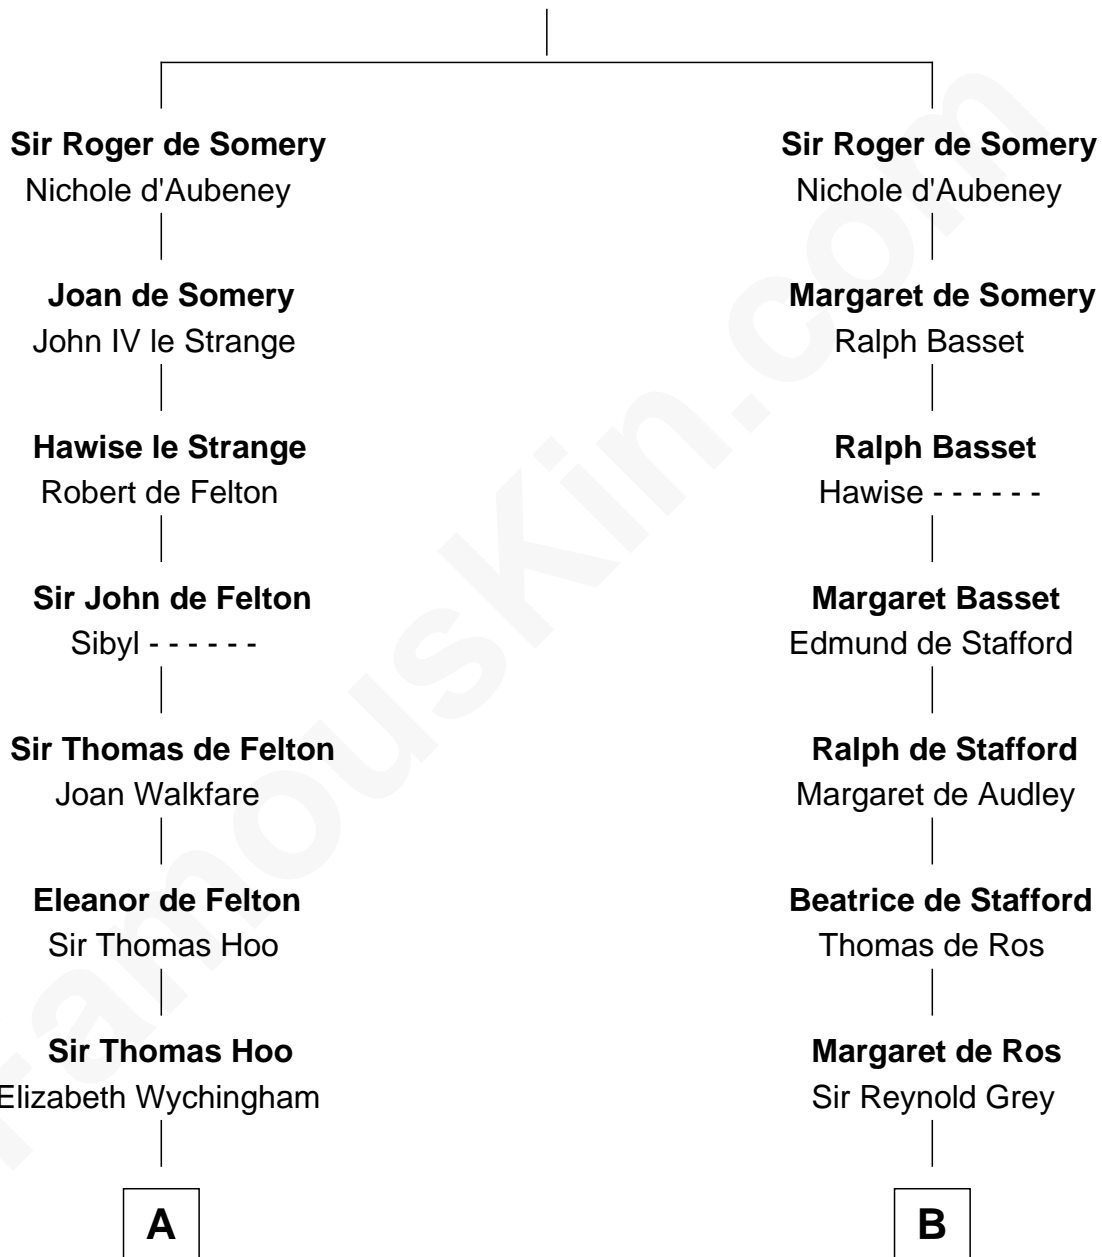 Sir Roger de Somery
Nichole d'Aubeney
Joan de Somery
John IV le Strange
Hawise le Strange
Robert de Felton
Sir John de Felton
Sibyl - - - - - -
Sir Thomas de Felton
Joan Walkfare
Eleanor de Felton
Sir Thomas Hoo
Sir Thomas Hoo
Elizabeth Wychingham
A
Sir Roger de Somery
Nichole d'Aubeney
Margaret de Somery
Ralph Basset
Ralph Basset
Hawise - - - - - -
Margaret Basset
Edmund de Stafford
Ralph de Stafford
Margaret de Audley
Beatrice de Stafford
Thomas de Ros
Margaret de Ros
Sir Reynold Grey
B
FamousKin.com